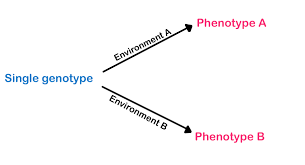 Phenotype A
Environment A
Single genotype
Environment B
Phenotype B